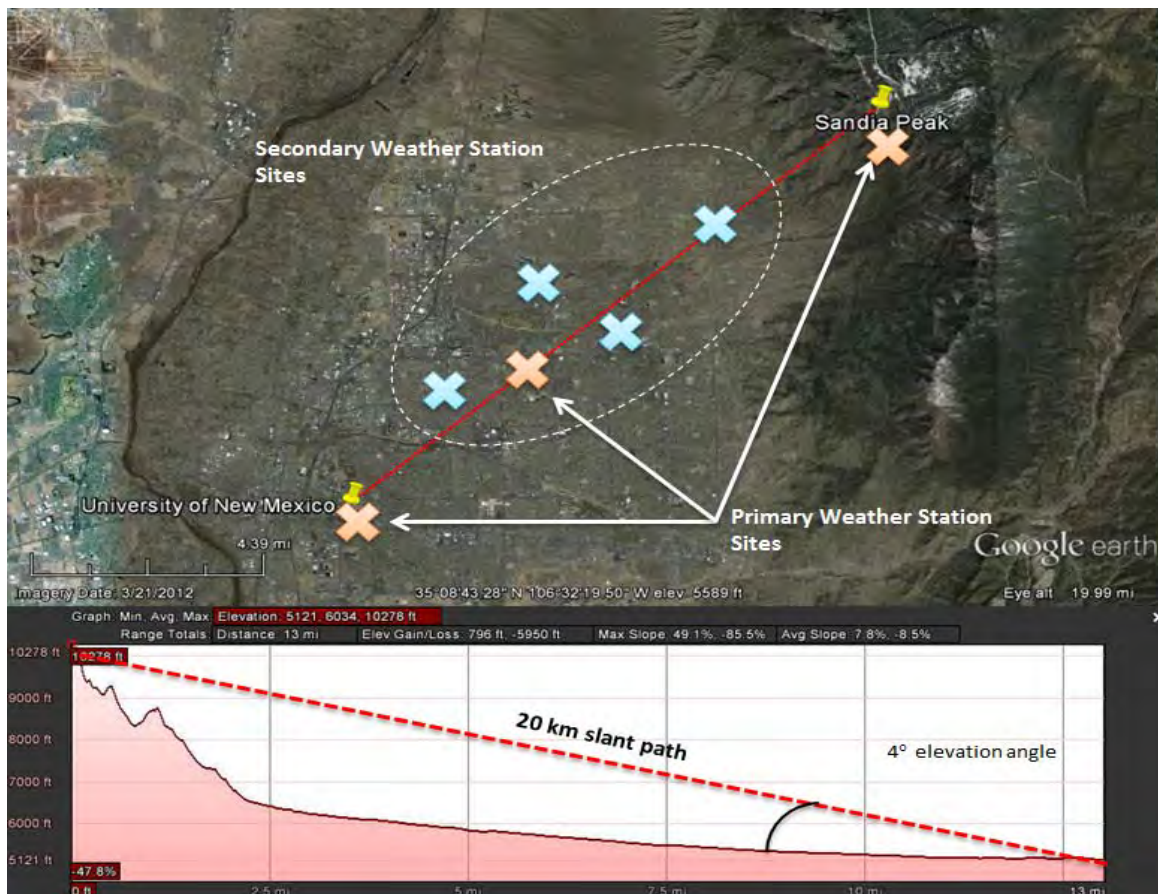 Sandia Peak
Secondary Weather Station
Sites
University of New Mexico
Primary Weather Station
Sites
4.39 mi
Google earth
Imagery Date: 3/21/2012
35°08'43.28" N 106°32'19.50" W elev 5589 ft
Eye alt 19.99 mi
Graph: Min, Avg, Max Elevation: 5121, 6034, 10278 ft
Range Totals: Distance: 13 mi Elev Gain/Loss: 796 ft, -5950 ft Max Slope: 49.1%, -85.5% Avg Slope: 7.8%, -8.5%
10278 ft
10278 ft
9000 ft
8000 ft
7000 ft
6000 ft
5121 ft
20 km slant path
4° elevation angle
-47.8%
0 ft
2.5 mi
5 mi
7.5 mi
10 mi
13 mi